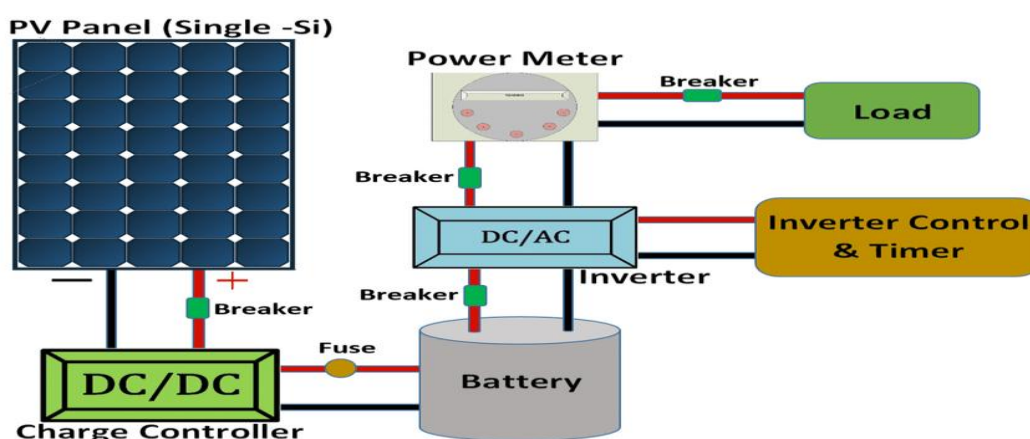 PV Panel (Single -Si)
Power Meter
Breaker
Load
Breaker
DC/AC
Inverter Control
& Timer
Inverter
Breaker
— +
Breaker
Fuse
DC/DC
Battery
Charge Controller